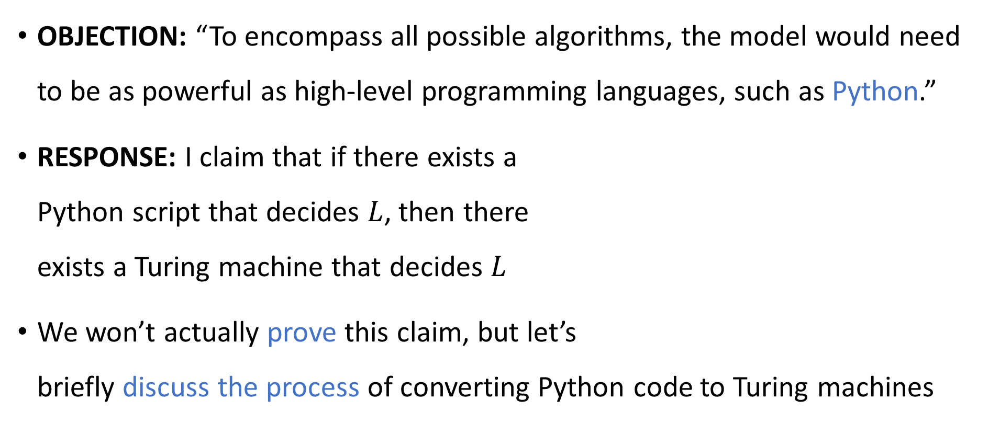 • OBJECTION: “To encompass all possible algorithms, the model would need
to be as powerful as high-level programming languages, such as Python.”
• RESPONSE: I claim that if there exists a
Python script that decides 𝐿, then there
exists a Turing machine that decides 𝐿
• We won’t actually prove this claim, but let’s
briefly discuss the process of converting Python code to Turing machines